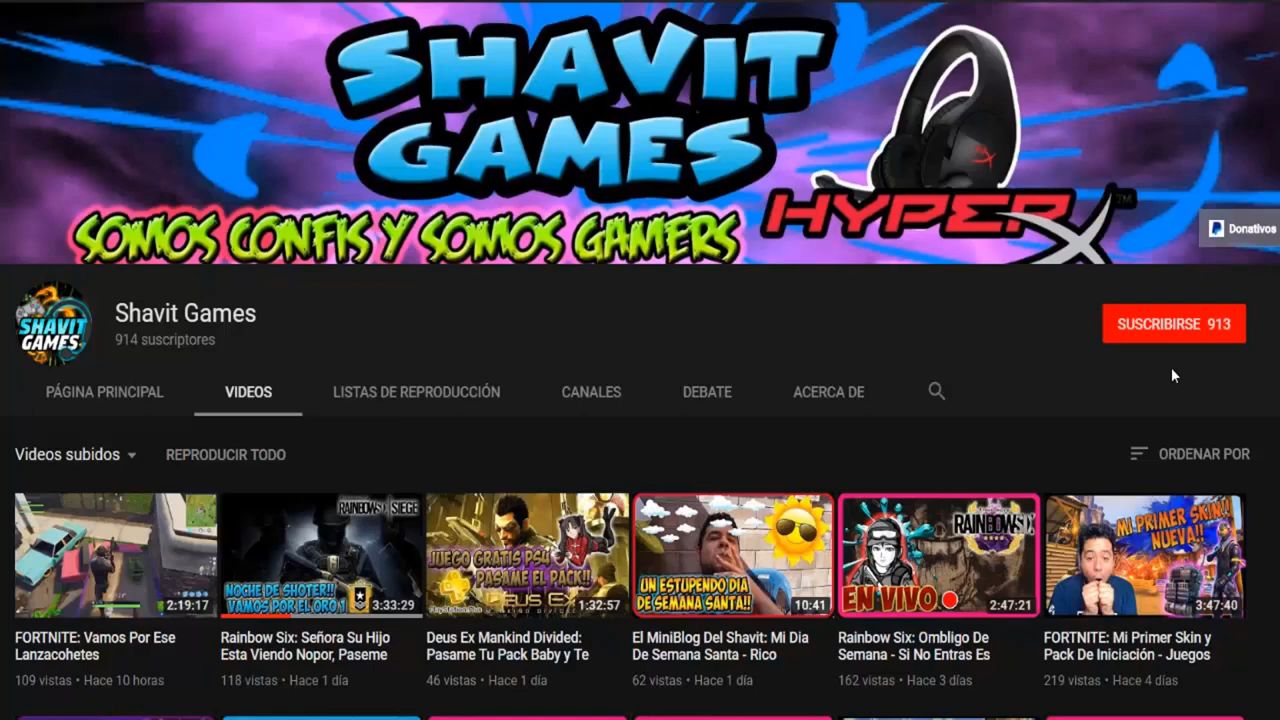 SHAVIT
GAMES
SOMOS CONFIS Y SOMOS GAMERS
HYPERX
TM
Donativos
SHAVIT
GAMES
Shavit Games
914 suscriptores
SUSCRIBIRSE 913
PÁGINA PRINCIPAL
VIDEOS
LISTAS DE REPRODUCCIÓN
CANALES
DEBATE
ACERCA DE
Videos subidos
REPRODUCIR TODO
ORDENAR POR
2:19:17
RAINBOW SIX SIEGE
NOCHE DE SHOTER!!
VAMOS POR EL ORO 1
3:33:29
JUEGO GRATIS PS4
PASAME EL PACK!!
DEUS EX
1:32:57
UN ESTUPENDO DIA
DE SEMANA SANTA!!
10:41
RAINBOW SIX
EN VIVO
2:47:21
MI PRIMER SKIN!!
NUEVA!!
3:47:40
FORTNITE: Vamos Por Ese
Lanzacohetes
109 vistas • Hace 10 horas
Rainbow Six: Señora Su Hijo
Esta Viendo Nopor, Paseme
118 vistas • Hace 1 día
Deus Ex Mankind Divided:
Pasame Tu Pack Baby y Te
46 vistas • Hace 1 día
El MiniBlog Del Shavit: Mi Dia
De Semana Santa - Rico
62 vistas • Hace 1 día
Rainbow Six: Ombligo De
Semana - Si No Entras Es
162 vistas • Hace 3 días
FORTNITE: Mi Primer Skin y
Pack De Iniciación - Juegos
219 vistas • Hace 4 días